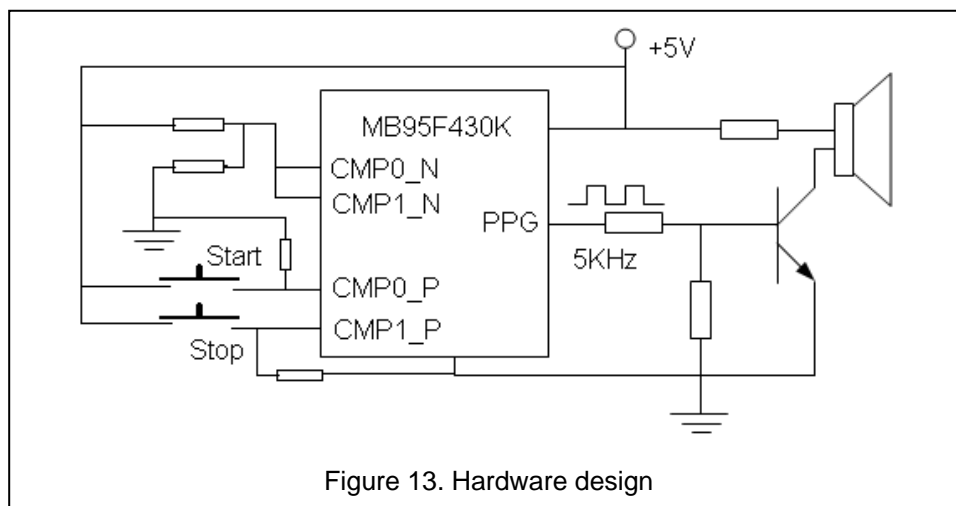 +5V
MB95F430K
CMP0_N
CMP1_N
PPG
5KHz
Start
CMP0_P
CMP1_P
Stop
Figure 13. Hardware design